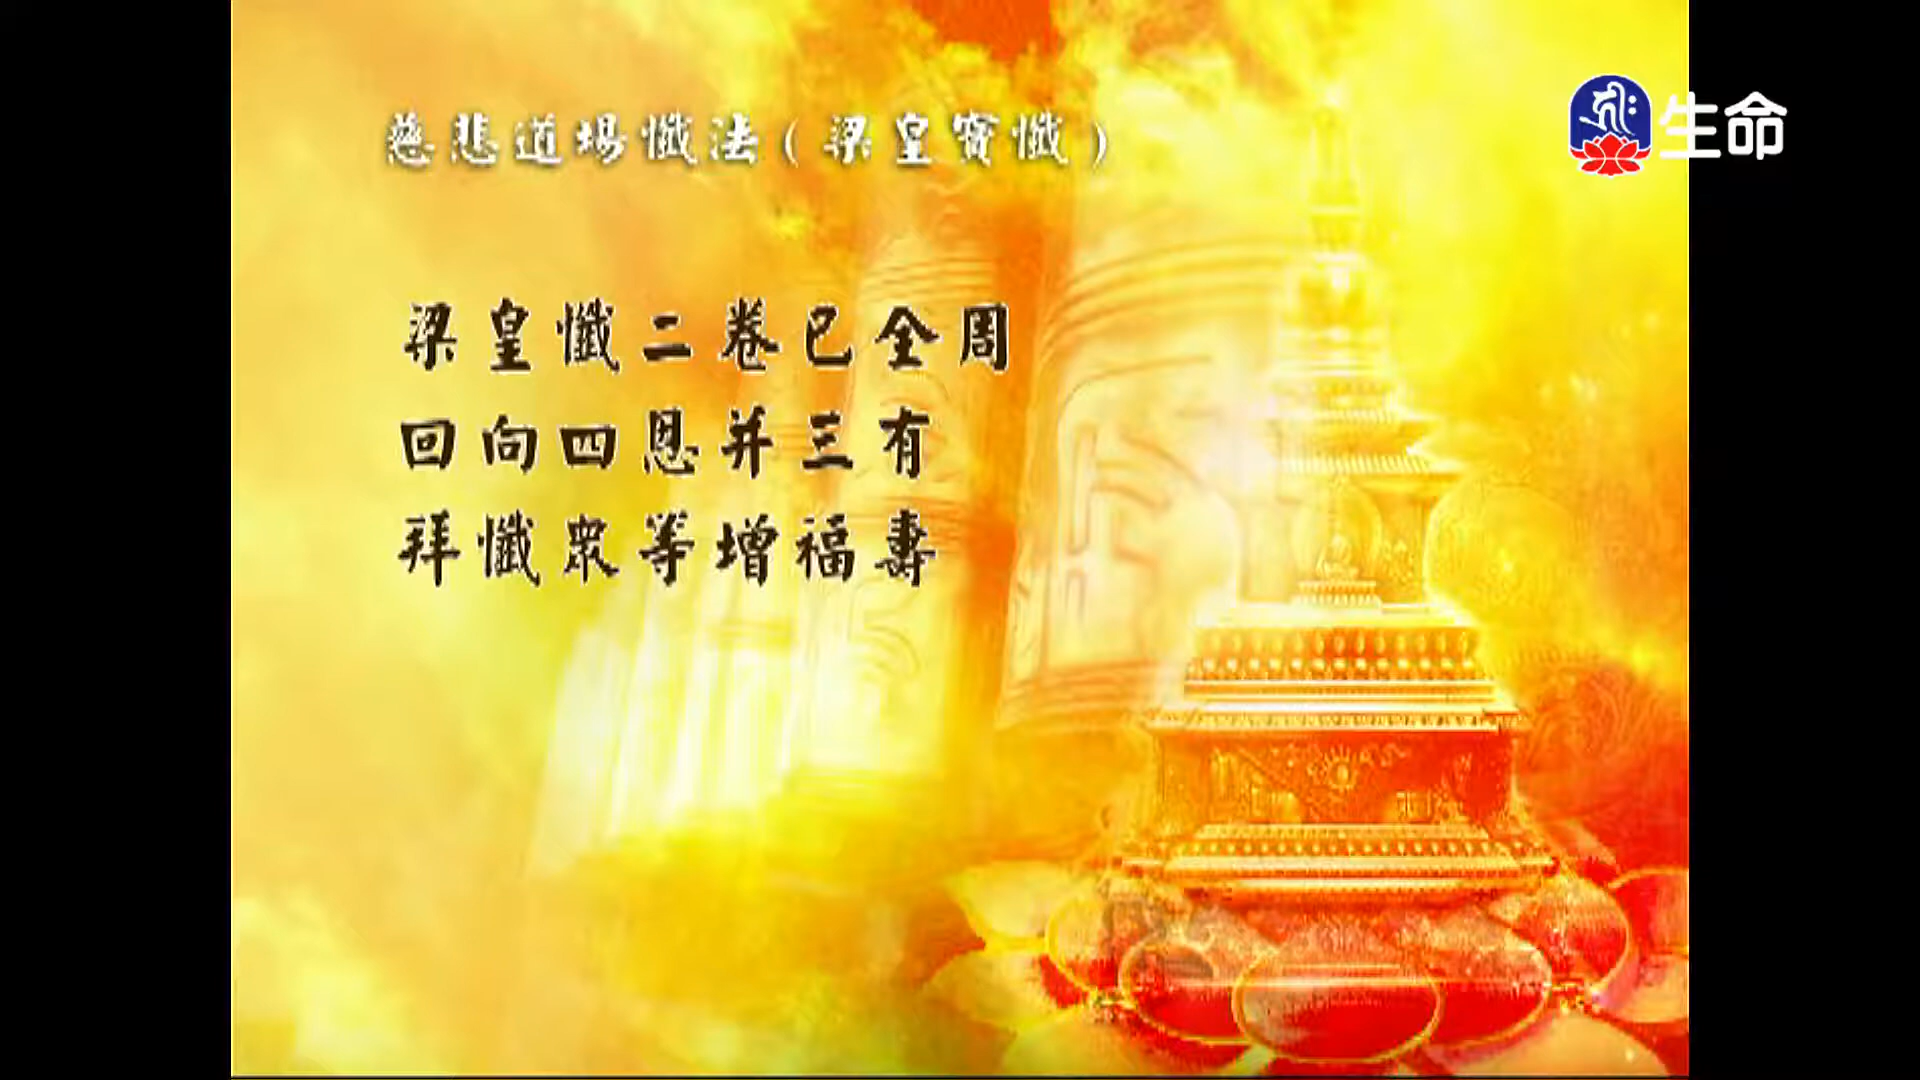 慈悲道場懺法(梁皇寶懺)
生命
梁皇懺二卷已全周
回向四恩并三有
拜懺眾等增福壽